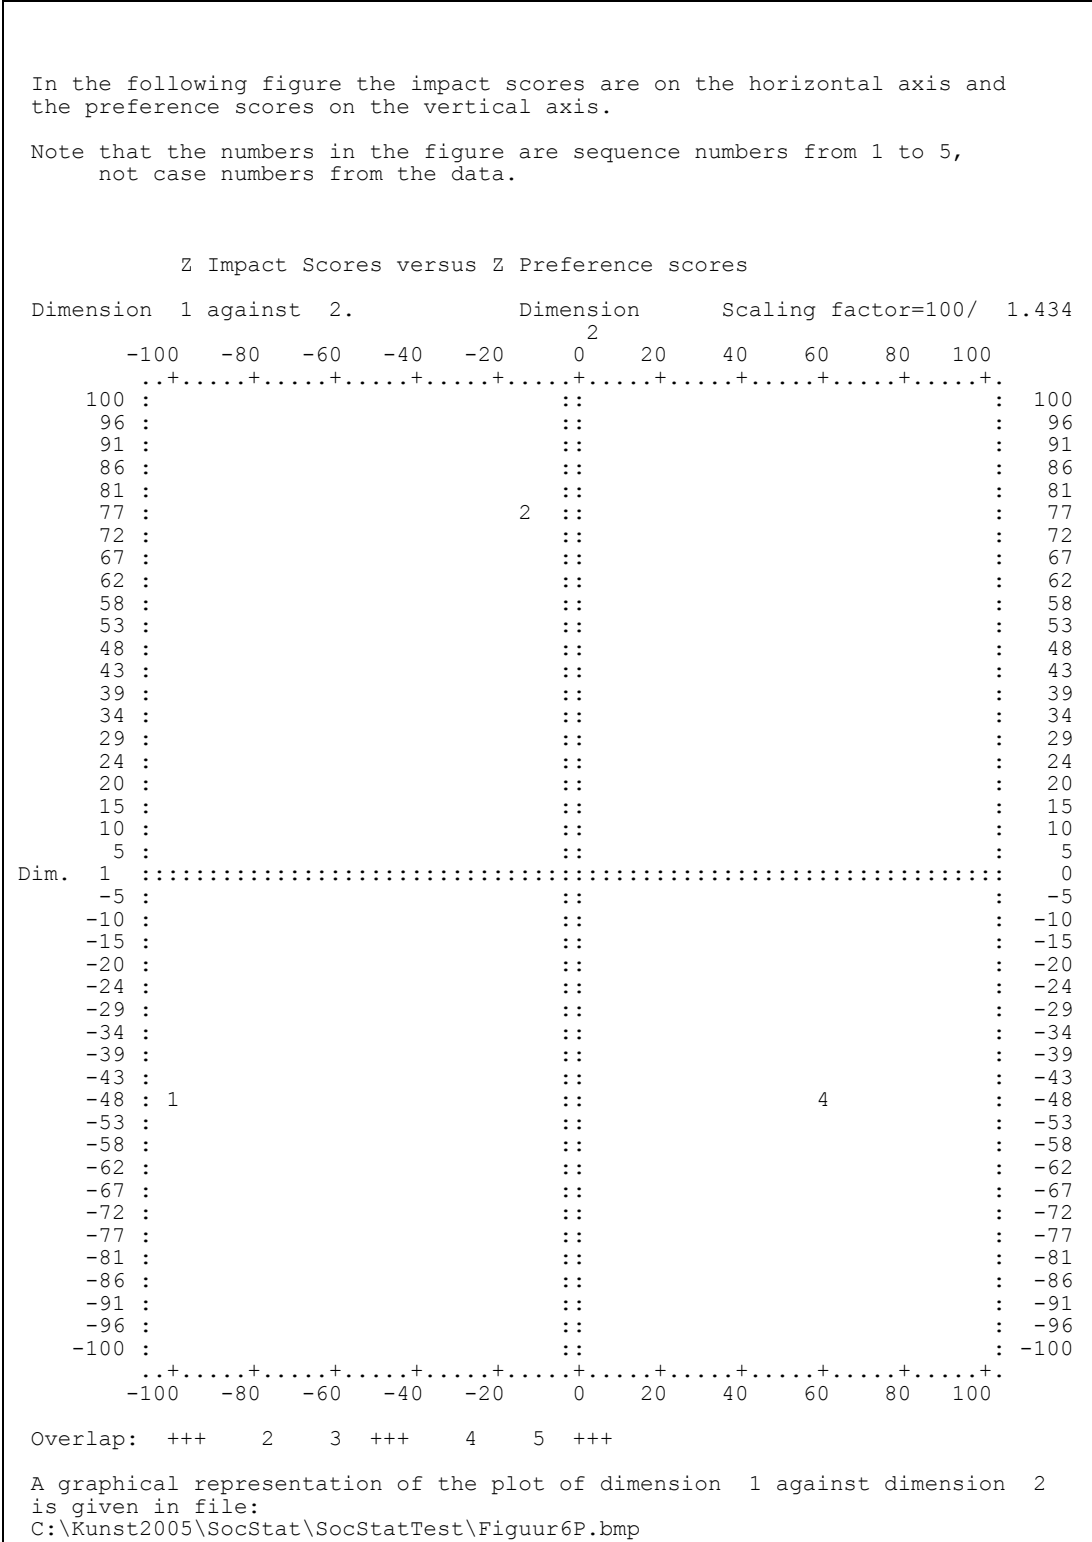 In the following figure the impact scores are on the horizontal axis and
the preference scores on the vertical axis.
Note that the numbers in the figure are sequence numbers from 1 to 5,
not case numbers from the data.
Z Impact Scores versus Z Preference scores
Dimension  1 against  2.                Dimension        Scaling factor=100/  1.434
2
-100   -80   -60   -40   -20     0     20    40    60    80   100
..+.....+.....+.....+.....+.....+.....+.....+.....+.....+.....+.
100 :                               ::                               :  100
96 :                               ::                               :   96
91 :                               ::                               :   91
86 :                               ::                               :   86
81 :                               ::                               :   81
77 :                            2  ::                               :   77
72 :                               ::                               :   72
67 :                               ::                               :   67
62 :                               ::                               :   62
58 :                               ::                               :   58
53 :                               ::                               :   53
48 :                               ::                               :   48
43 :                               ::                               :   43
39 :                               ::                               :   39
34 :                               ::                               :   34
29 :                               ::                               :   29
24 :                               ::                               :   24
20 :                               ::                               :   20
15 :                               ::                               :   15
10 :                               ::                               :   10
5 :                               ::                               :    5
Dim.  1  ::::::::::::::::::::::::::::::::::::::::::::::::::::::::::::::::    0
-5 :                               ::                               :   -5
-10 :                               ::                               :  -10
-15 :                               ::                               :  -15
-20 :                               ::                               :  -20
-24 :                               ::                               :  -24
-29 :                               ::                               :  -29
-34 :                               ::                               :  -34
-39 :                               ::                               :  -39
-43 :                               ::                               :  -43
-48 : 1                             ::                 4             :  -48
-53 :                               ::                               :  -53
-58 :                               ::                               :  -58
-62 :                               ::                               :  -62
-67 :                               ::                               :  -67
-72 :                               ::                               :  -72
-77 :                               ::                               :  -77
-81 :                               ::                               :  -81
-86 :                               ::                               :  -86
-91 :                               ::                               :  -91
-96 :                               ::                               :  -96
-100 :                               ::                               : -100
..+.....+.....+.....+.....+.....+.....+.....+.....+.....+.....+.
-100   -80   -60   -40   -20     0     20    40    60    80   100
Overlap:  +++    2    3  +++    4    5  +++
A graphical representation of the plot of dimension  1 against dimension  2
is given in file:
C:\Kunst2005\SocStat\SocStatTest\Figuur6P.bmp